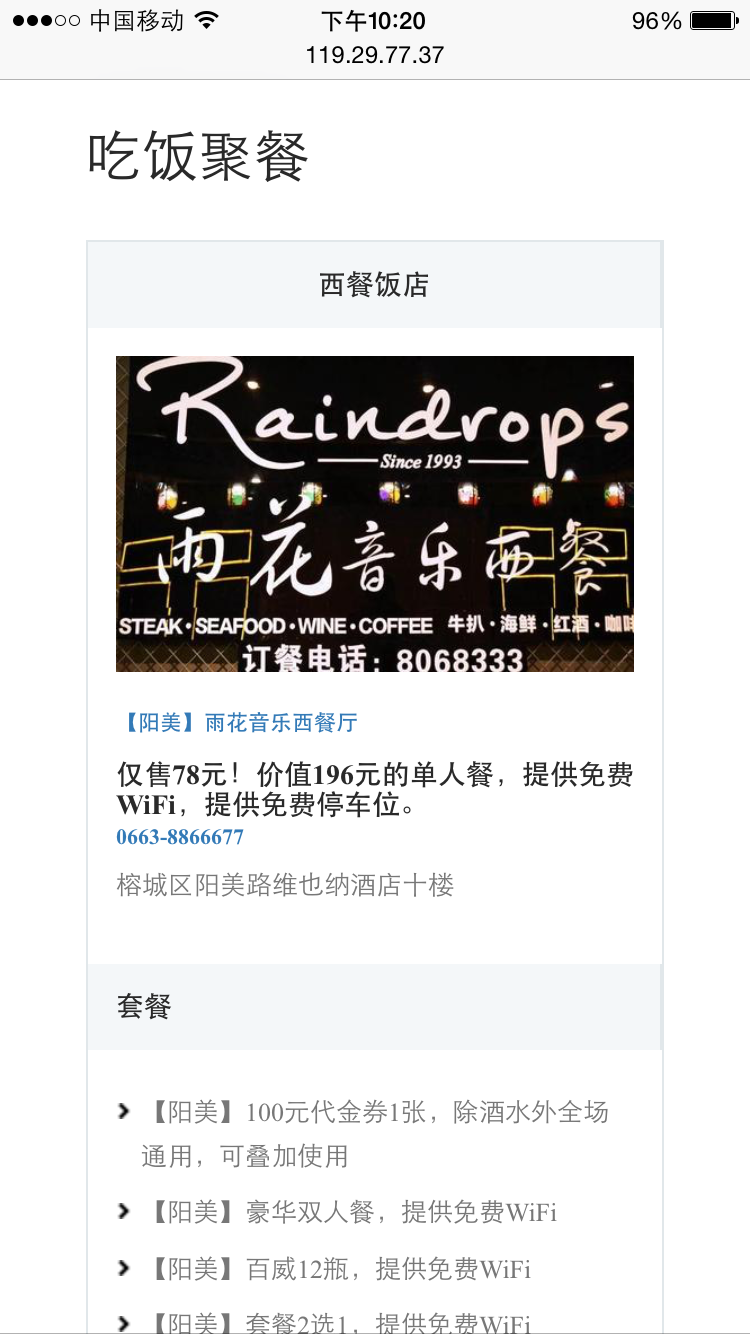 中国移动 下午10:20 96%
119.29.77.37
吃饭聚餐
西餐饭店
Raindrops
Since 1993
雨花音乐西餐
STEAK·SEAFOOD·WINE·COFFEE 牛扒·海鲜·红酒·咖啡
订餐电话：8068333
【阳美】雨花音乐西餐厅
仅售78元！价值196元的单人餐，提供免费
WiFi，提供免费停车位。
0663-8866677
榕城区阳美路维也纳酒店十楼
套餐
【阳美】100元代金券1张，除酒水外全场
通用，可叠加使用
【阳美】豪华双人餐，提供免费WiFi
【阳美】百威12瓶，提供免费WiFi
【阳美】套餐2选1，提供免费WiFi